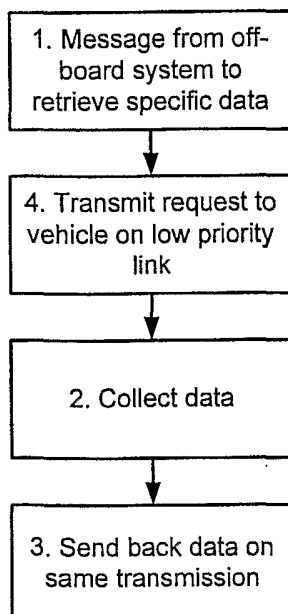 1. Message from off-
board system to
retrieve specific data
4. Transmit request to
vehicle on low priority
link
2. Collect data
3. Send back data on
same transmission